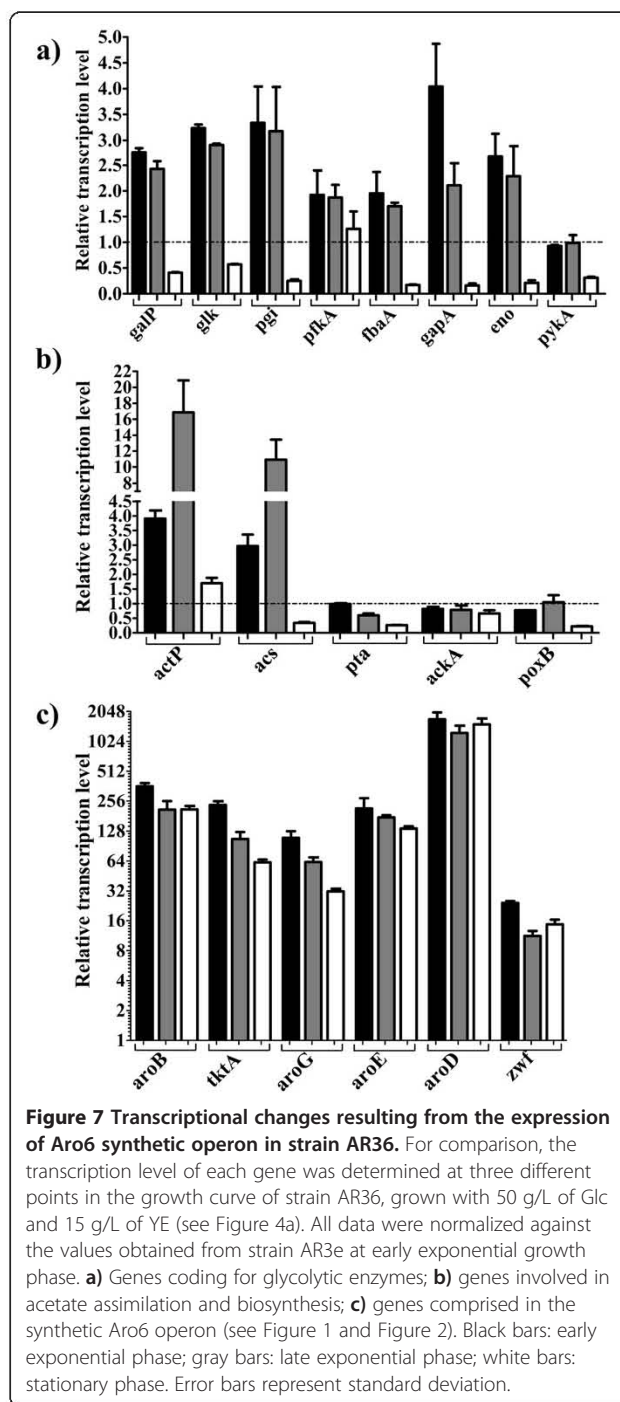 a)
Relative transcription level
5.0
4.5
4.0
3.5
3.0
2.5
2.0
1.5
1.0
0.5
0.0
galP glk pgi pfkA fbaA gapA eno pykA
b)
Relative transcription level
22
20
18
16
14
12
10
8
4.5
4.0
3.5
3.0
2.5
2.0
1.5
1.0
0.5
0.0
actP acs pta ackA poxB
c)
Relative transcription level
2048
1024
512
256
128
64
32
16
8
4
2
1
aroB tktA aroG aroE aroD zwf
Figure 7 Transcriptional changes resulting from the expression
of Aro6 synthetic operon in strain AR36. For comparison, the
transcription level of each gene was determined at three different
points in the growth curve of strain AR36, grown with 50 g/L of Glc
and 15 g/L of YE (see Figure 4a). All data were normalized against
the values obtained from strain AR3e at early exponential growth
phase. a) Genes coding for glycolytic enzymes; b) genes involved in
acetate assimilation and biosynthesis; c) genes comprised in the
synthetic Aro6 operon (see Figure 1 and Figure 2). Black bars: early
exponential phase; gray bars: late exponential phase; white bars:
stationary phase. Error bars represent standard deviation.